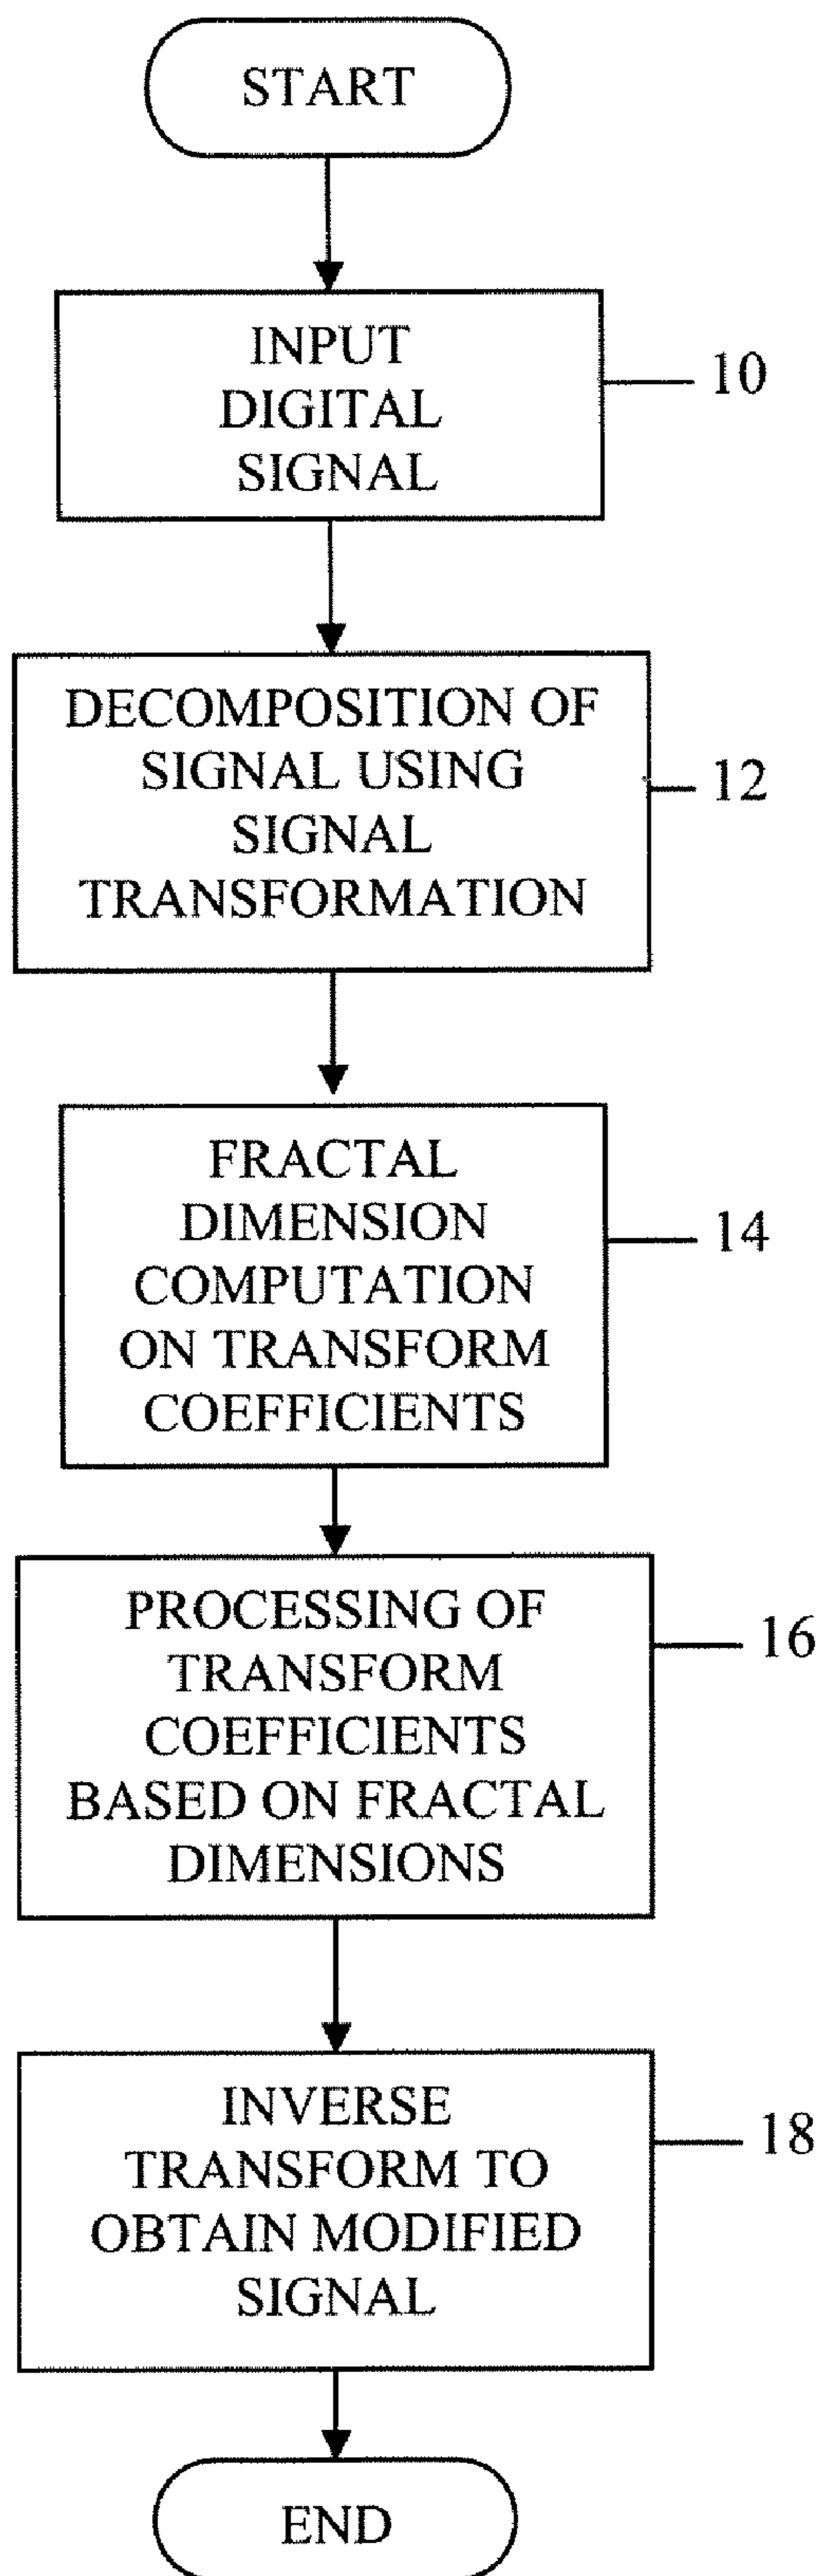 START
INPUT
DIGITAL
SIGNAL
10
DECOMPOSITION OF
SIGNAL USING
SIGNAL
TRANSFORMATION
12
FRACTAL
DIMENSION
COMPUTATION
ON TRANSFORM
COEFFICIENTS
14
PROCESSING OF
TRANSFORM
COEFFICIENTS
BASED ON FRACTAL
DIMENSIONS
16
INVERSE
TRANSFORM TO
OBTAIN MODIFIED
SIGNAL
18
END